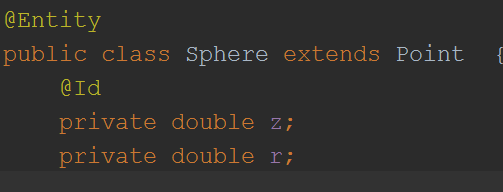 @Entity
public class Sphere extends Point  {
    @Id
    private double z;
    private double r;